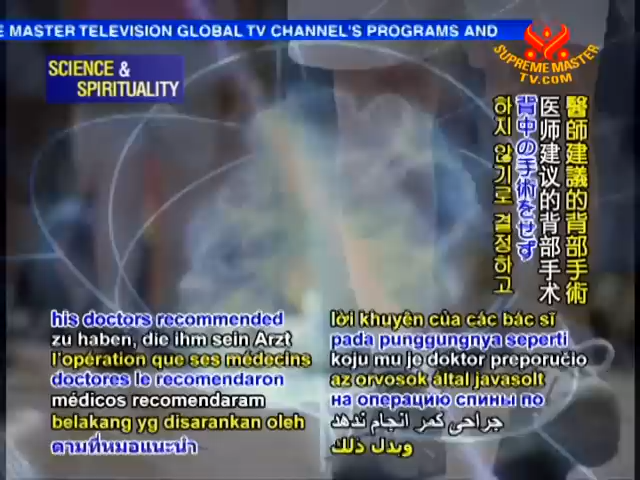 E MASTER TELEVISION GLOBAL TV CHANNEL'S PROGRAMS AND
SUPREME MASTER
TV.COM
SCIENCE &
SPIRITUALITY
醫師建議的背部手術
医师建议的背部手术
背中の手術をせず
하지 않기로 결정하고
his doctors recommended
zu haben, die ihm sein Arzt
l'opération que ses médecins
doctores le recomendaron
médicos recomendaram
belakang yg disarankan oleh
ตามที่หมอแนะนำ
lời khuyên của các bác sĩ
pada punggungnya seperti
koju mu je doktor preporučio
az orvosok által javasolt
на операцию спины по
جراحی کمر انجام ندهد
وبدل ذلك